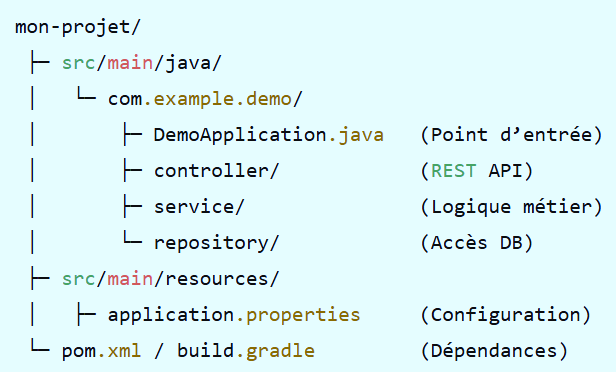 mon-projet/
├─ src/main/java/
│   └─ com.example.demo/
│       ├─ DemoApplication.java   (Point d’entrée)
│       ├─ controller/            (REST API)
│       ├─ service/               (Logique métier)
│       └─ repository/            (Accès DB)
├─ src/main/resources/
│   ├─ application.properties     (Configuration)
└─ pom.xml / build.gradle         (Dépendances)